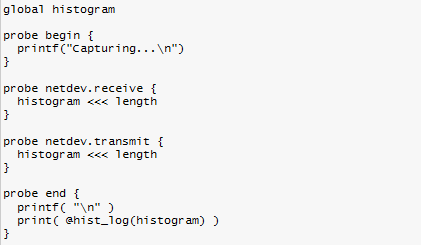 global histogram

probe begin {
  printf("Capturing...\n")
}

probe netdev.receive {
  histogram <<< length
}

probe netdev.transmit {
  histogram <<< length
}

probe end {
  printf( "\n" )
  print( @hist_log(histogram) )
}